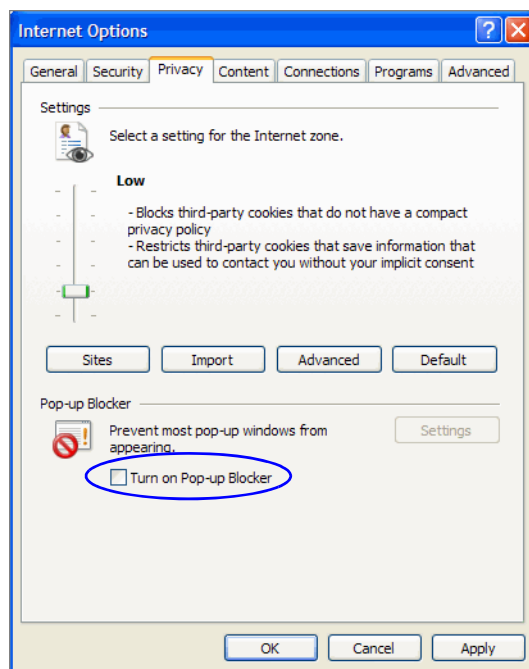 Internet Options
General Security Privacy Content Connections Programs Advanced
Settings
Select a setting for the Internet zone.
Low
- Blocks third-party cookies that do not have a compact
privacy policy
- Restricts third-party cookies that save information that
can be used to contact you without your implicit consent
Sites Import Advanced Default
Pop-up Blocker
Prevent most pop-up windows from
appearing.
Settings
Turn on Pop-up Blocker
OK Cancel Apply